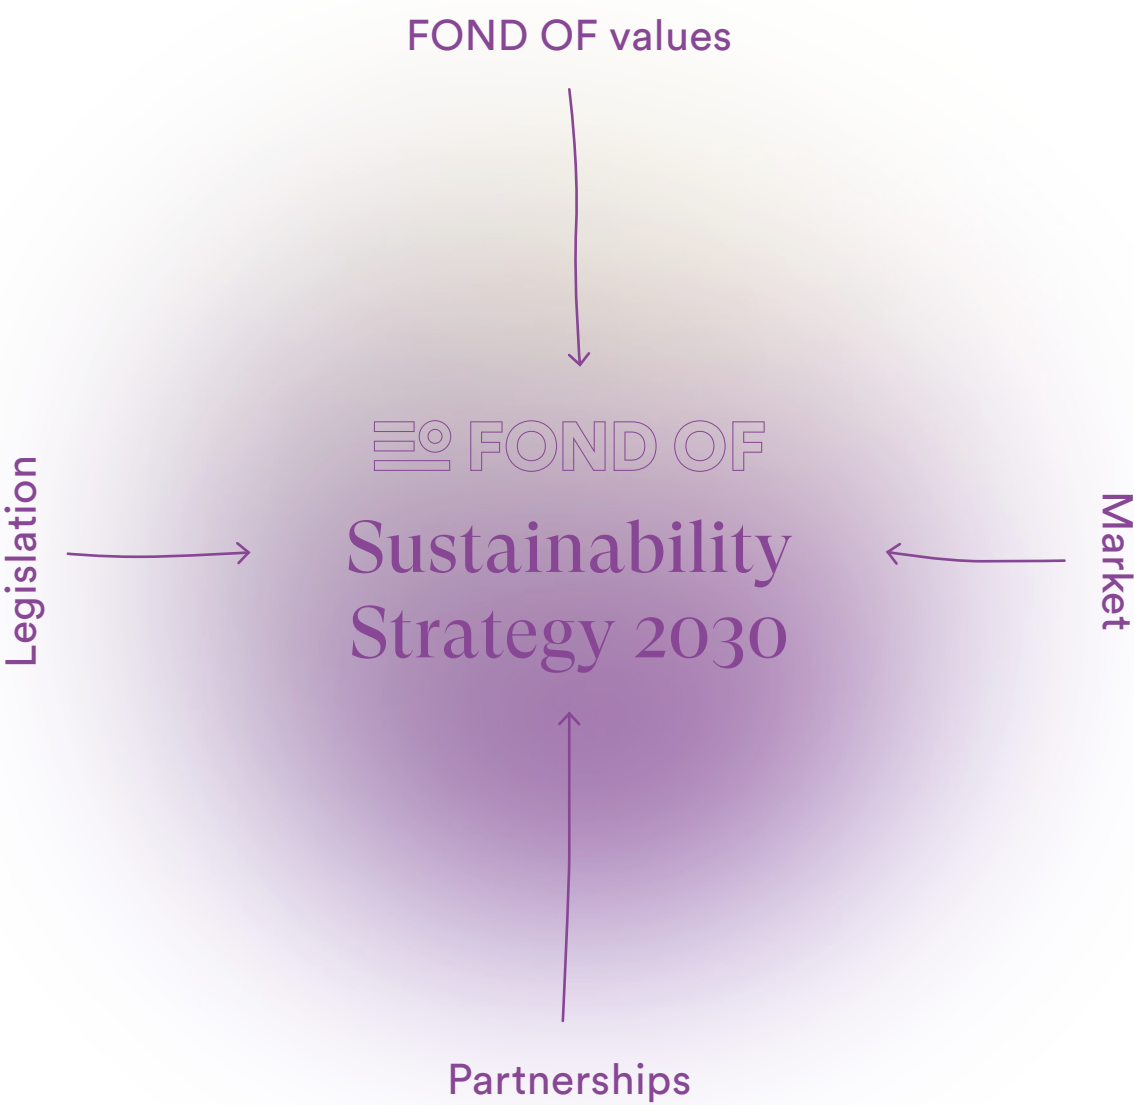 FOND OF values
FOND OF
Sustainability
Strategy 2030
Legislation
Market
Partnerships